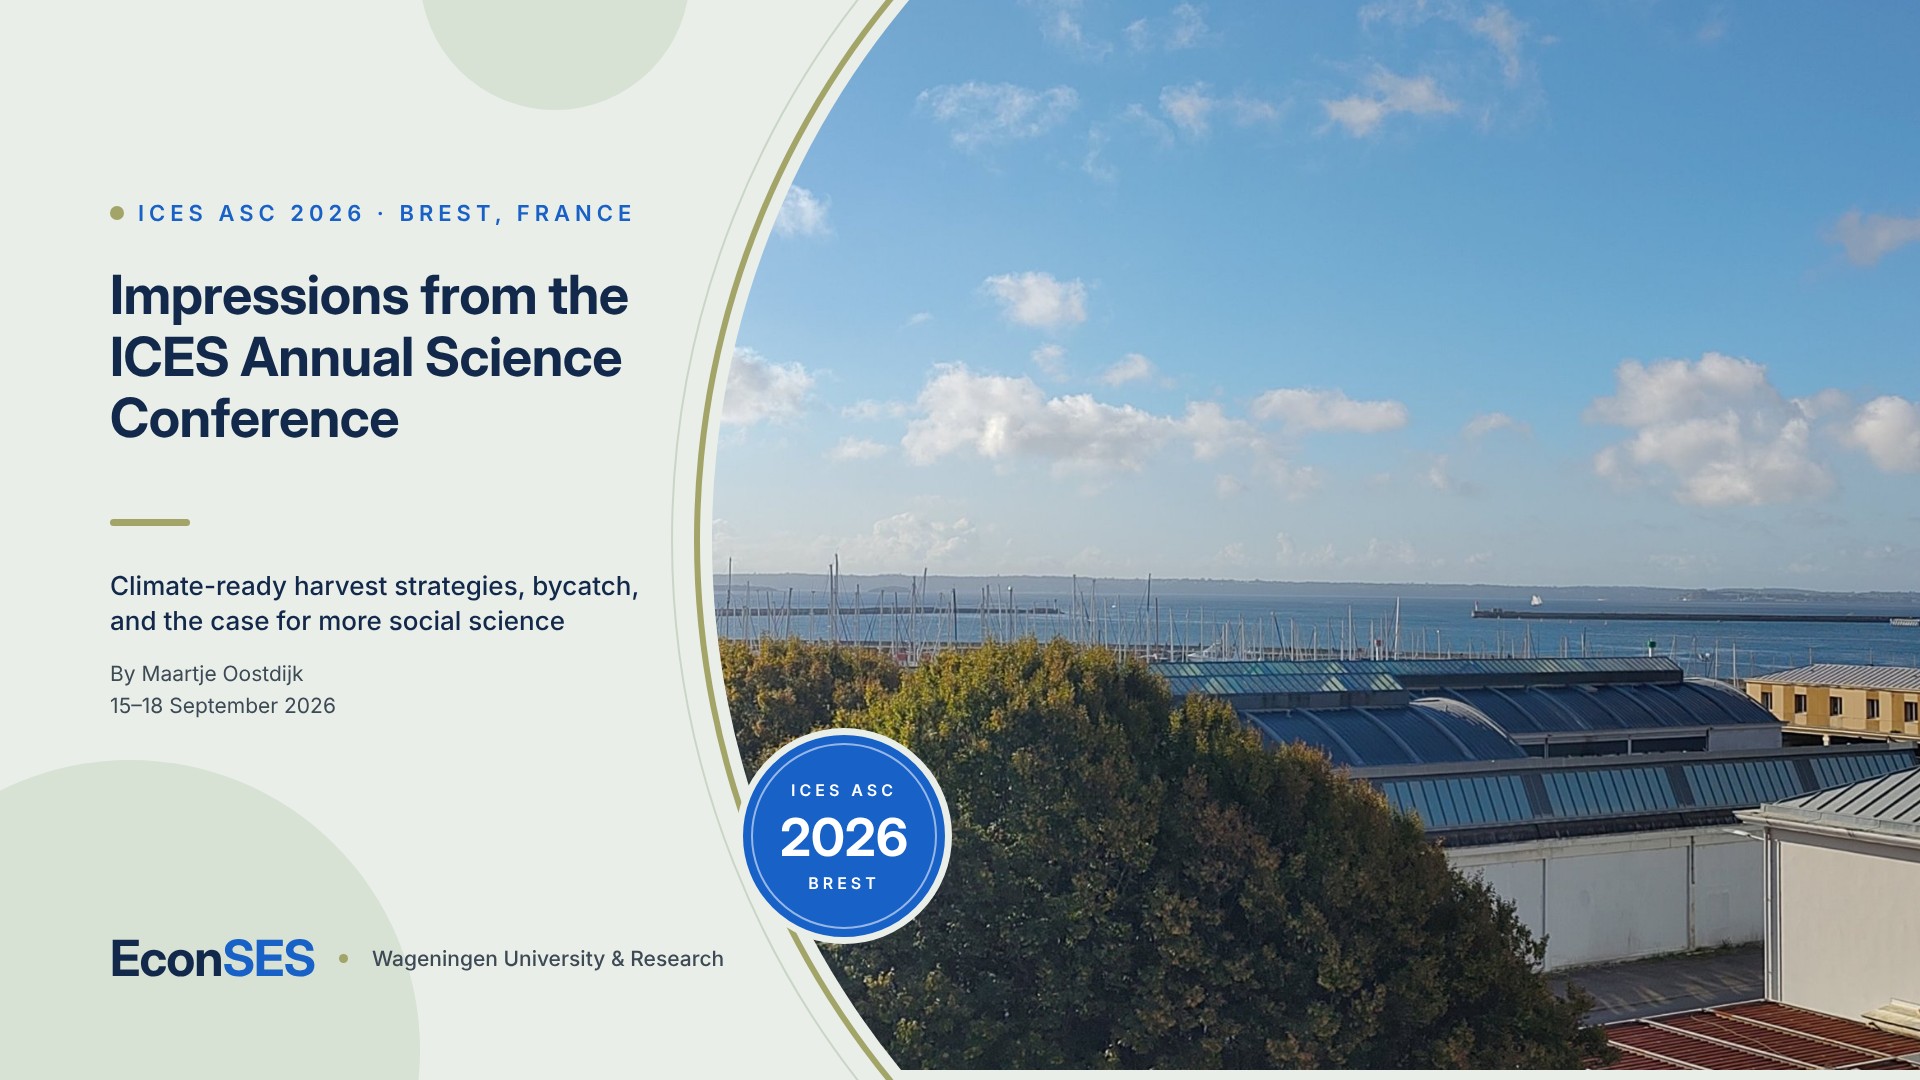 ICES ASC 2026 · BREST, FRANCE
Impressions from the
ICES Annual Science
Conference
Climate-ready harvest strategies, bycatch,
and the case for more social science
By Maartje Oostdijk
15–18 September 2026
ICES ASC
2026
BREST
EconSES • Wageningen University & Research